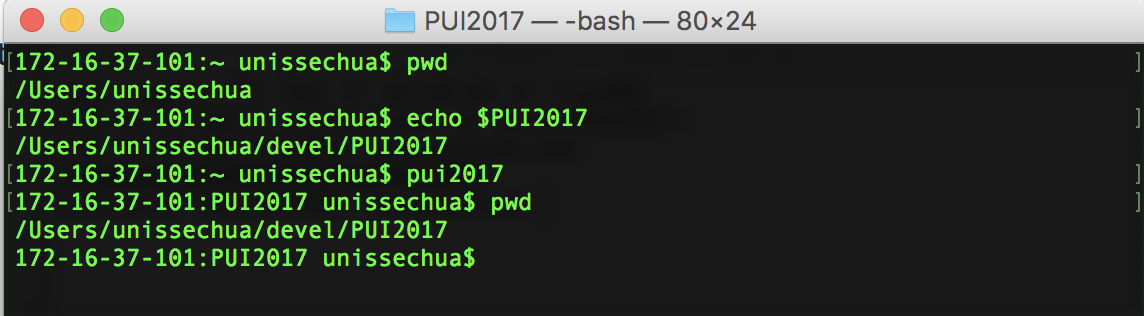 PUI2017 — -bash — 80×24
[172-16-37-101:~ unissechua$ pwd ]
/Users/unissechua
[172-16-37-101:~ unissechua$ echo $PUI2017 ]
/Users/unissechua/devel/PUI2017
[172-16-37-101:~ unissechua$ pui2017 ]
[172-16-37-101:PUI2017 unissechua$ pwd ]
/Users/unissechua/devel/PUI2017
172-16-37-101:PUI2017 unissechua$